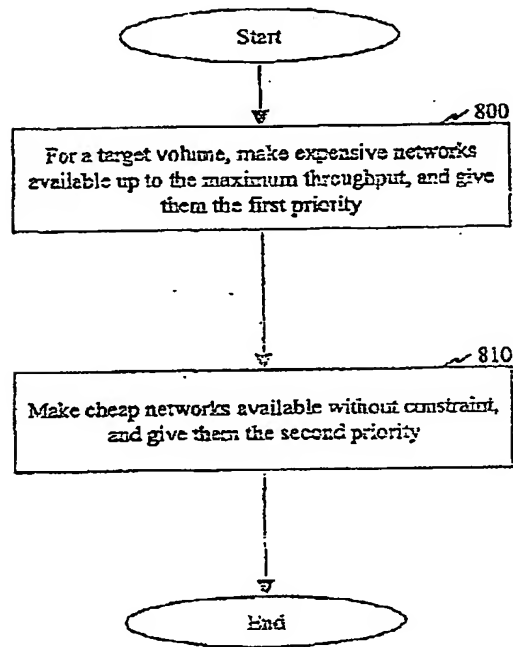 Start
800
For a target volume, make expensive networks
available up to the maximum throughput, and give
them the first priority
810
Make cheap networks available without constraint,
and give them the second priority
End